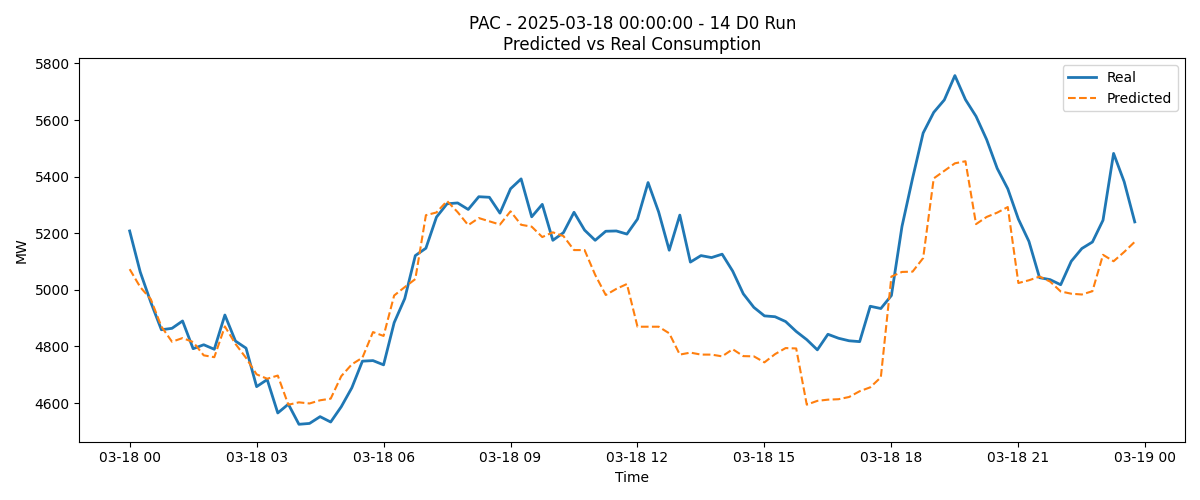 PAC - 2025-03-18 00:00:00 - 14 D0 Run
Predicted vs Real Consumption
Real
Predicted
MW
5800
5600
5400
5200
5000
4800
4600
03-18 00
03-18 03
03-18 06
03-18 09
03-18 12
03-18 15
03-18 18
03-18 21
03-19 00
Time